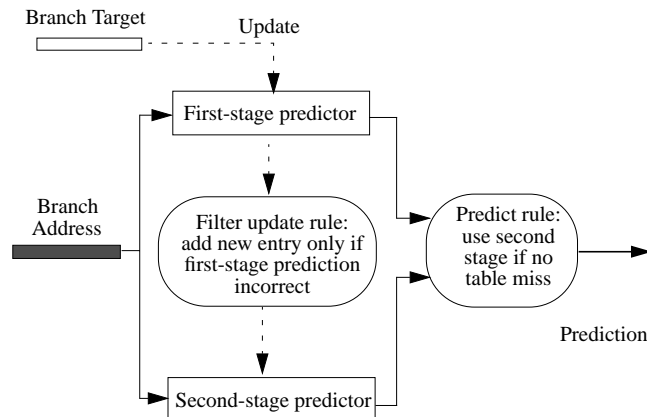 Branch Target
Update
First-stage predictor
Branch
Address
Filter update rule:
add new entry only if
first-stage prediction
incorrect
Predict rule:
use second
stage if no
table miss
Prediction
Second-stage predictor